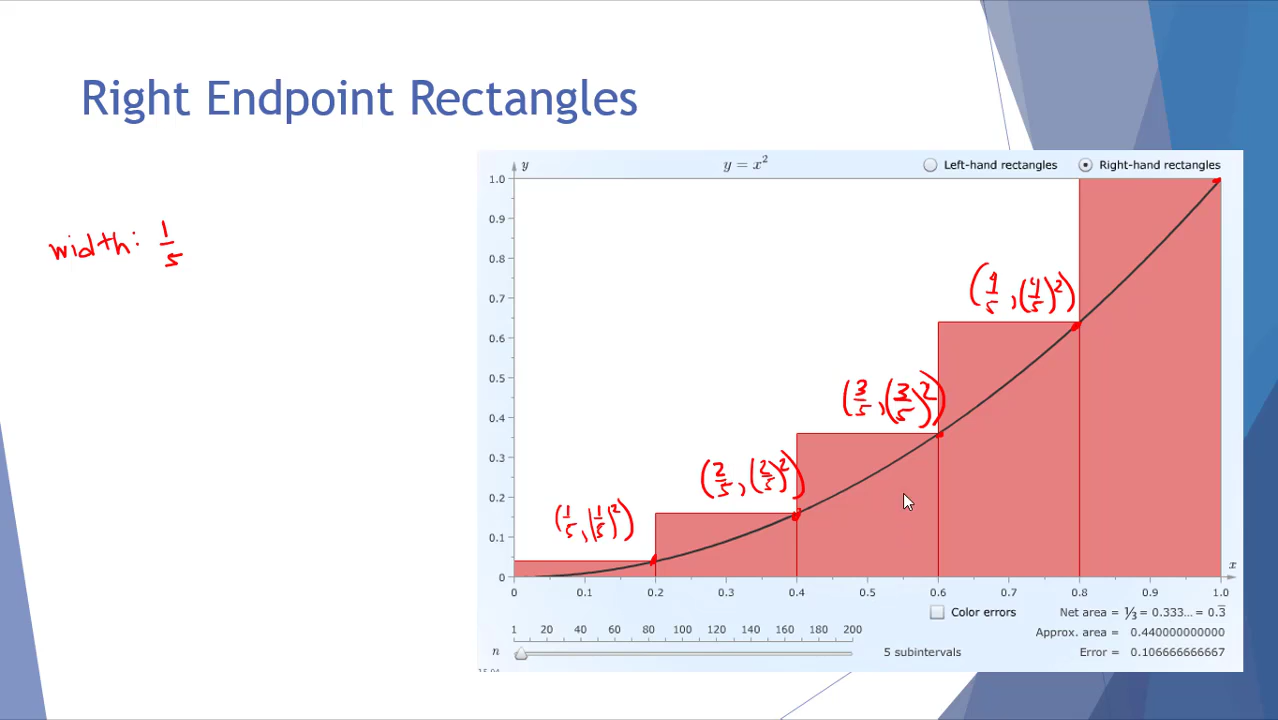 Right Endpoint Rectangles
y
y = x²
Left-hand rectangles
Right-hand rectangles
1.0
0.9
width: 1/5
0.8
(4/5, (4/5)²)
0.7
0.6
0.5
(3/5, (3/5)²)
0.4
0.3
(2/5, (2/5)²)
0.2
(1/5, (1/5)²)
0.1
0
x
0 0.1 0.2 0.3 0.4 0.5 0.6 0.7 0.8 0.9 1.0
Color errors
Net area = ⅓ = 0.333... = 0.3̅
1 20 40 60 80 100 120 140 160 180 200
Approx. area = 0.440000000000
n
5 subintervals
Error = 0.106666666667